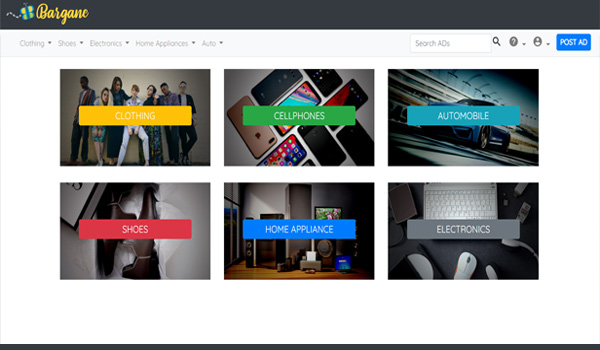 Bargane
Clothing Shoes Electronics Home Appliances Auto Search ADs POST AD
CLOTHING CELLPHONES AUTOMOBILE
SHOES HOME APPLIANCE ELECTRONICS